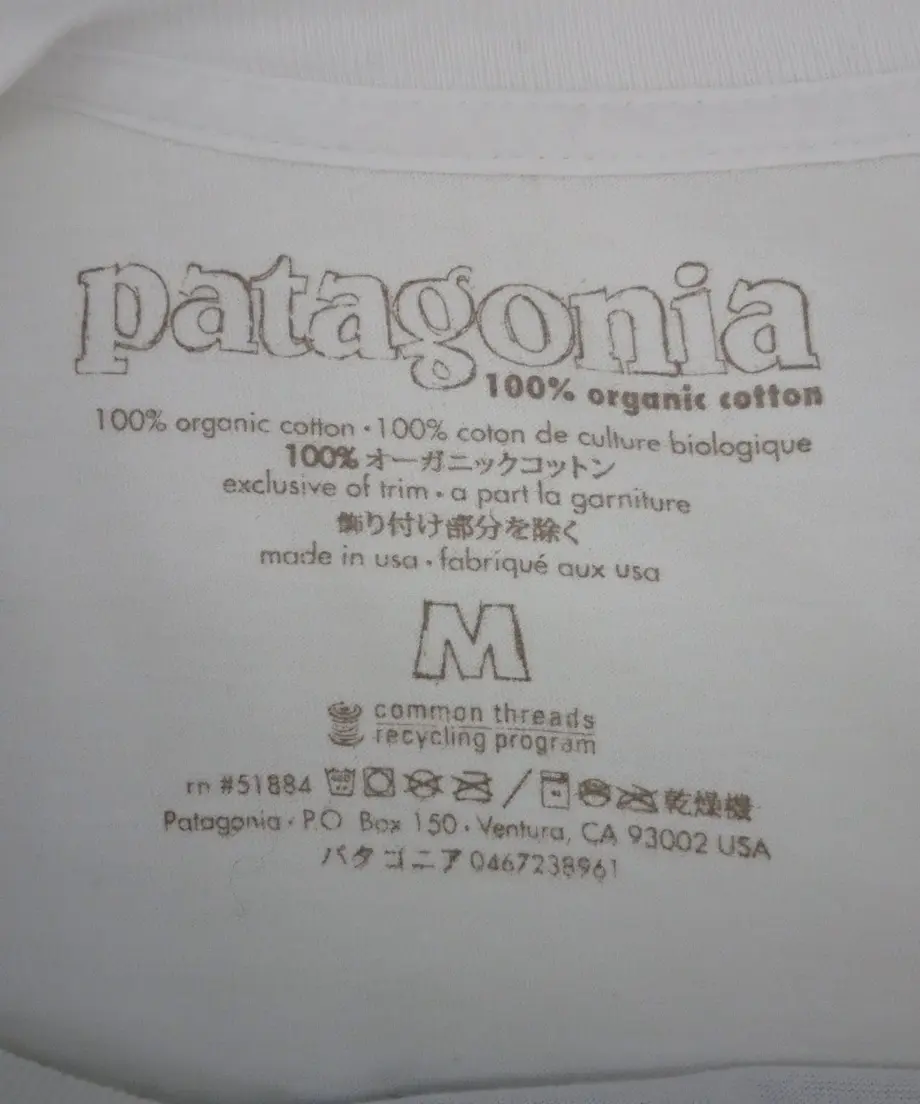 patagonia
100% organic cotton
100% organic cotton • 100% coton de culture biologique
100% オーガニックコットン
exclusive of trim • a part la garniture
飾り付け部分を除く
made in usa • fabriqué aux usa
M
common threads
recycling program
rn #51884 / 乾燥機
Patagonia • P.O Box 150 • Ventura, CA 93002 USA
パタゴニア 0467238961